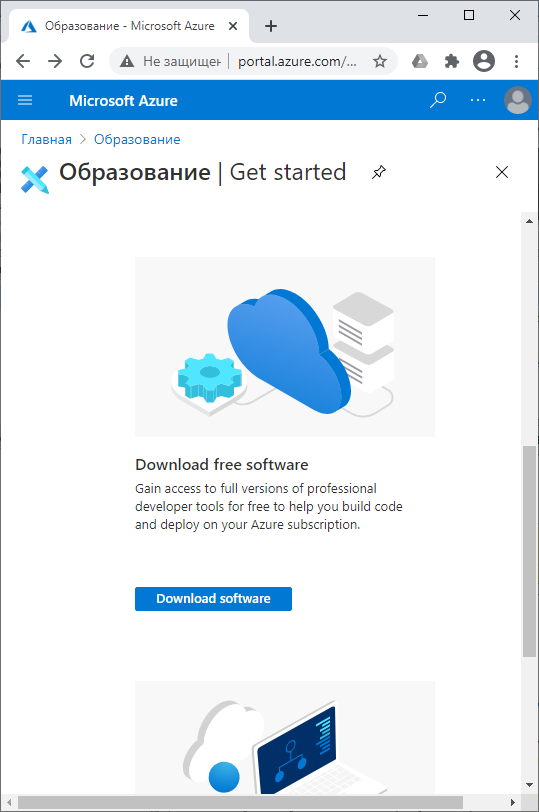 Образование - Microsoft Azure
Не защищен
portal.azure.com/...
Microsoft Azure
Главная > Образование
Образование | Get started
Download free software
Gain access to full versions of professional
developer tools for free to help you build code
and deploy on your Azure subscription.
Download software